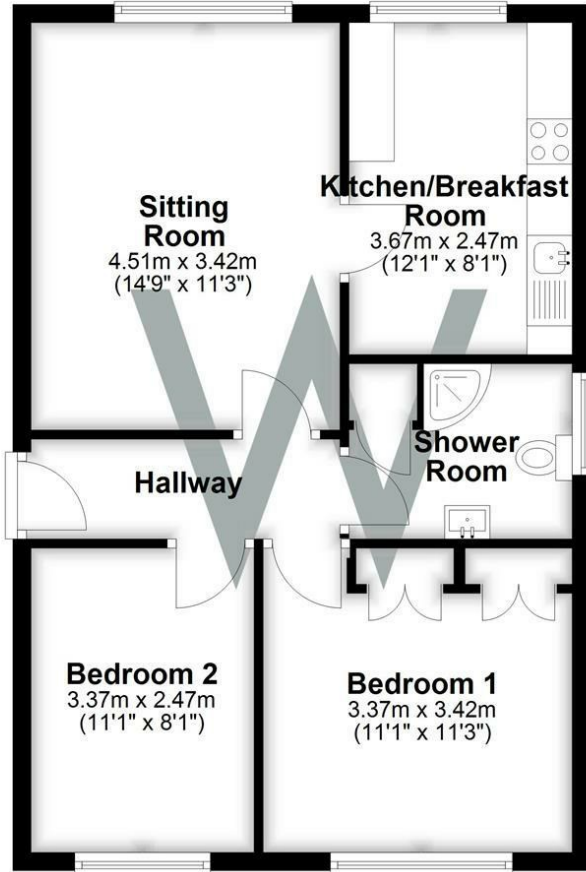 Sitting
Room
4.51m x 3.42m
(14'9" x 11'3")
Kitchen/Breakfast
Room
3.67m x 2.47m
(12'1" x 8'1")
Shower
Room
Hallway
Bedroom 2
3.37m x 2.47m
(11'1" x 8'1")
Bedroom 1
3.37m x 3.42m
(11'1" x 11'3")
W